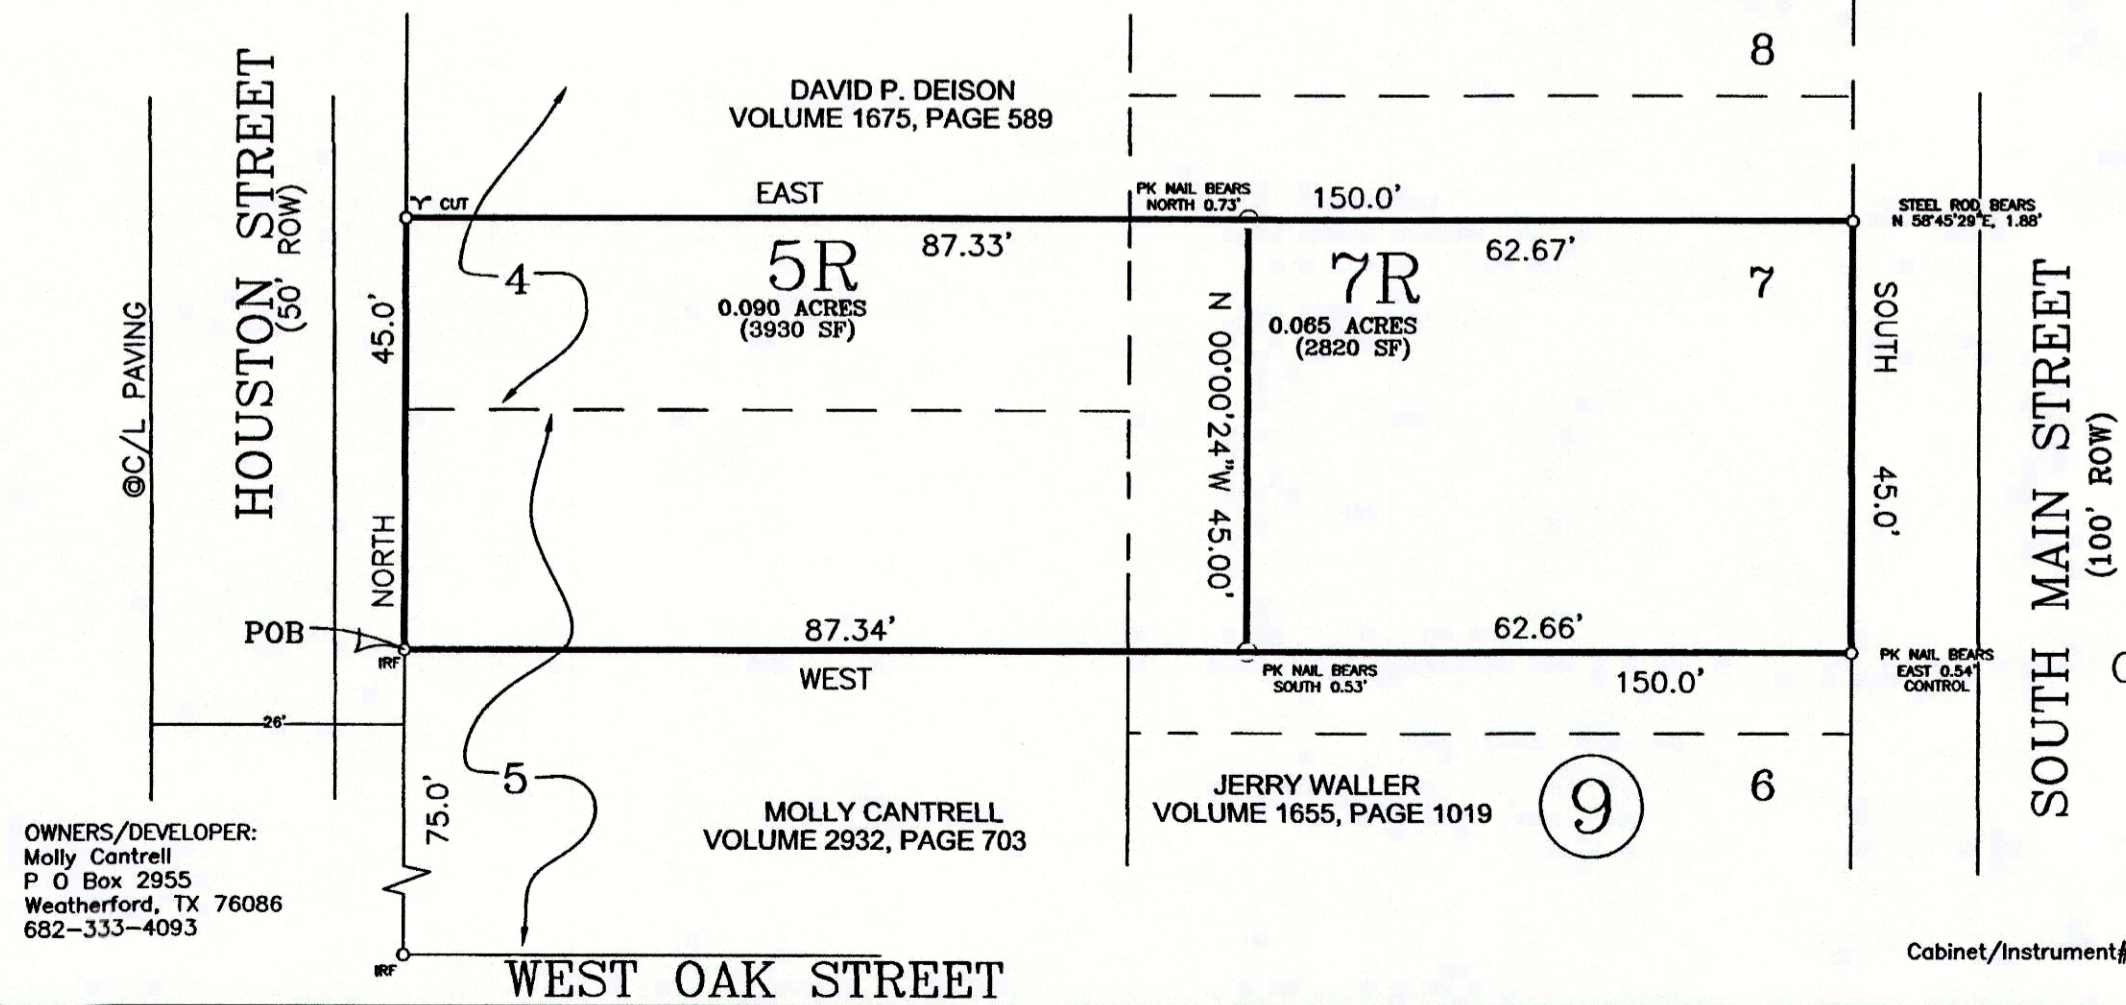 8
DAVID P. DEISON
VOLUME 1675, PAGE 589
HOUSTON STREET
(50' ROW)
@C/L PAVING
"Y" CUT
EAST
PK NAIL BEARS
NORTH 0.73'
150.0'
STEEL ROD BEARS
N 58°45'29"E, 1.88'
87.33'
62.67'
4
5R
0.090 ACRES
(3930 SF)
7R
0.065 ACRES
(2820 SF)
7
45.0'
NORTH
N 00°00'24"W 45.00'
SOUTH 45.0'
SOUTH MAIN STREET
(100' ROW)
POB
IRF
87.34'
62.66'
WEST
PK NAIL BEARS
SOUTH 0.53'
150.0'
PK NAIL BEARS
EAST 0.54'
CONTROL
26'
75.0'
5
MOLLY CANTRELL
VOLUME 2932, PAGE 703
JERRY WALLER
VOLUME 1655, PAGE 1019
9
6
OWNERS/DEVELOPER:
Molly Cantrell
P O Box 2955
Weatherford, TX 76086
682-333-4093
IRF
WEST OAK STREET
Cabinet/Instrument#